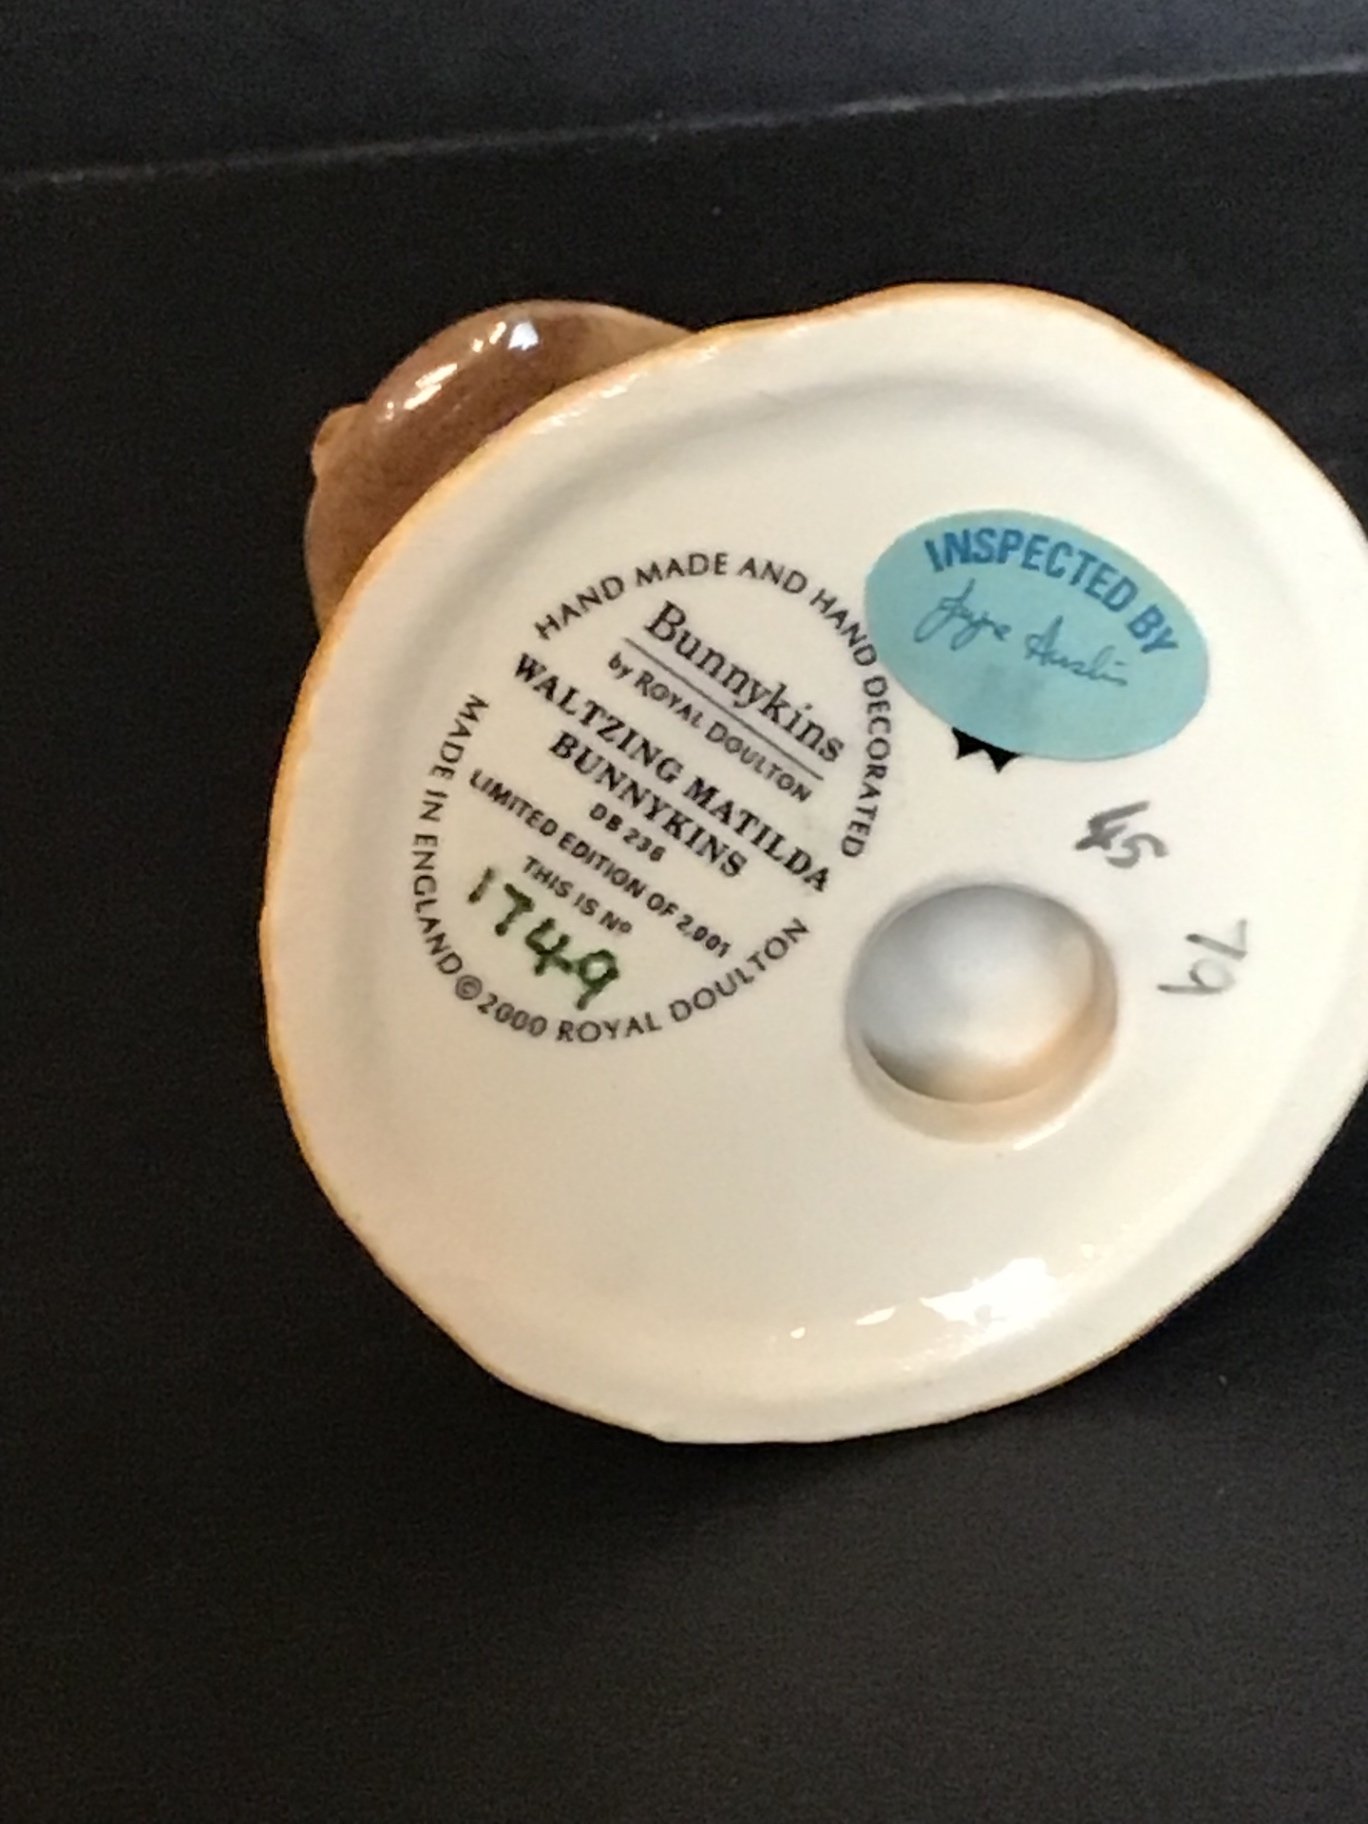 HAND MADE AND HAND DECORATED
Bunnykins
by ROYAL DOULTON
WALTZING MATILDA
BUNNYKINS
DB 236
LIMITED EDITION OF 2,001
THIS IS Nº
1749
MADE IN ENGLAND © 2000 ROYAL DOULTON
INSPECTED BY
45
79